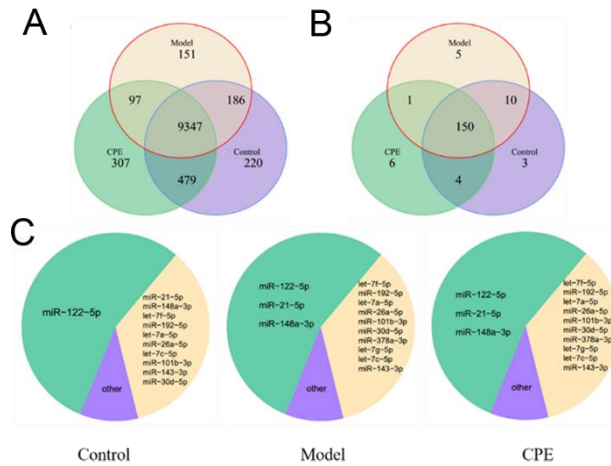 A
B
Model
151
97
186
9347
CPE
307
Control
220
479
Model
5
1
10
150
CPE
6
Control
3
4
C
miR-122-5p
miR-21-5p
miR-148a-3p
let-7f-5p
miR-192-5p
let-7a-5p
miR-26a-5p
let-7c-5p
miR-101b-3p
miR-143-3p
miR-30d-5p
other
miR-122-5p
miR-21-5p
miR-148a-3p
let-7f-5p
miR-192-5p
let-7a-5p
miR-26a-5p
miR-101b-3p
miR-30d-5p
miR-378a-3p
let-7g-5p
let-7c-5p
miR-143-3p
other
miR-122-5p
miR-21-5p
miR-148a-3p
let-7f-5p
miR-192-5p
let-7a-5p
miR-26a-5p
miR-101b-3p
miR-30d-5p
miR-378a-3p
let-7g-5p
let-7c-5p
miR-143-3p
other
Control
Model
CPE